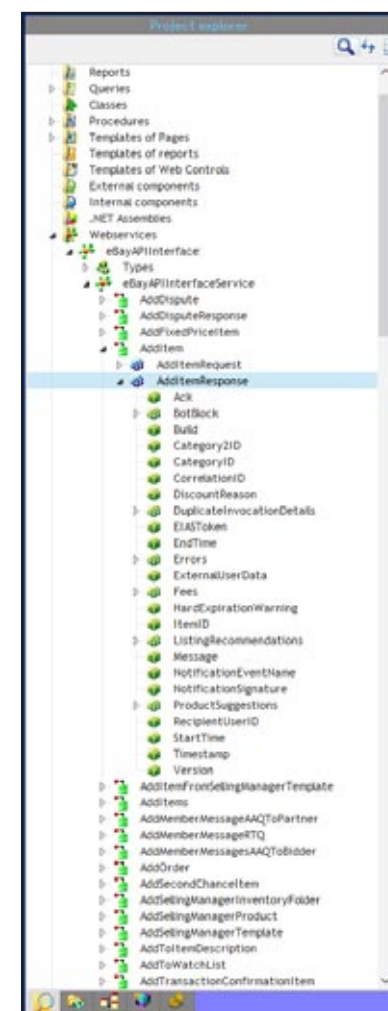 Project explorer
Reports
Queries
Classes
Procedures
Templates of Pages
Templates of reports
Templates of Web Controls
External components
Internal components
.NET Assemblies
Webservices
eBayAPIInterface
Types
eBayAPIInterfaceService
AddDispute
AddDisputeResponse
AddFixedPriceItem
AddItem
AddItemRequest
AddItemResponse
Ack
BotBlock
Build
Category2ID
CategoryID
CorrelationID
DiscountReason
DuplicateInvocationDetails
EIASToken
EndTime
Errors
ExternalUserData
Fees
HardExpirationWarning
ItemID
ListingRecommendations
Message
NotificationEventName
NotificationSignature
ProductSuggestions
RecipientUserID
StartTime
Timestamp
Version
AddItemFromSellingManagerTemplate
AddItems
AddMemberMessageAAQToPartner
AddMemberMessageRTQ
AddMemberMessagesAAQToBidder
AddOrder
AddSecondChanceItem
AddSellingManagerInventoryFolder
AddSellingManagerProduct
AddSellingManagerTemplate
AddToItemDescription
AddToWatchList
AddTransactionConfirmationItem